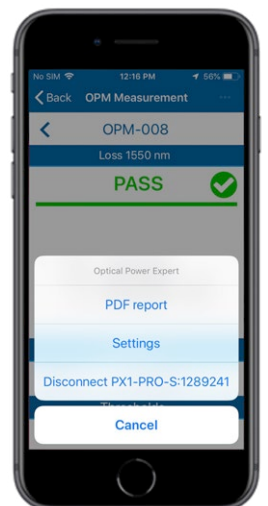 No SIM 12:16 PM 56%
Back OPM Measurement ...
OPM-008
Loss 1550 nm
PASS
Optical Power Expert
PDF report
Settings
Disconnect PX1-PRO-S:1289241
Thresholds
Cancel